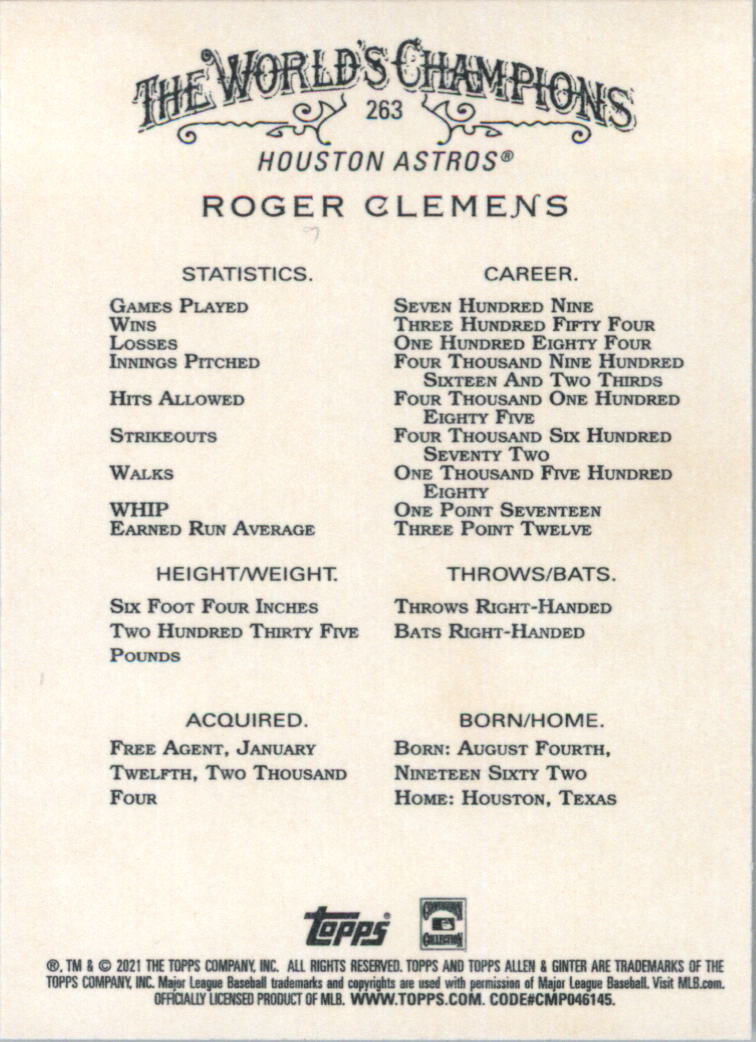 THE WORLD'S CHAMPIONS
263
HOUSTON ASTROS®
ROGER CLEMENS
STATISTICS. CAREER.
GAMES PLAYED SEVEN HUNDRED NINE
WINS THREE HUNDRED FIFTY FOUR
LOSSES ONE HUNDRED EIGHTY FOUR
INNINGS PITCHED FOUR THOUSAND NINE HUNDRED
SIXTEEN AND TWO THIRDS
HITS ALLOWED FOUR THOUSAND ONE HUNDRED
EIGHTY FIVE
STRIKEOUTS FOUR THOUSAND SIX HUNDRED
SEVENTY TWO
WALKS ONE THOUSAND FIVE HUNDRED
EIGHTY
WHIP ONE POINT SEVENTEEN
EARNED RUN AVERAGE THREE POINT TWELVE
HEIGHT/WEIGHT.
SIX FOOT FOUR INCHES
TWO HUNDRED THIRTY FIVE
POUNDS
THROWS/BATS.
THROWS RIGHT-HANDED
BATS RIGHT-HANDED
ACQUIRED.
FREE AGENT, JANUARY
TWELFTH, TWO THOUSAND
FOUR
BORN/HOME.
BORN: AUGUST FOURTH,
NINETEEN SIXTY TWO
HOME: HOUSTON, TEXAS
topps®
COLLECTION
®, TM & © 2021 THE TOPPS COMPANY, INC. ALL RIGHTS RESERVED. TOPPS AND TOPPS ALLEN & GINTER ARE TRADEMARKS OF THE
TOPPS COMPANY, INC. Major League Baseball trademarks and copyrights are used with permission of Major League Baseball. Visit MLB.com.
OFFICIALLY LICENSED PRODUCT OF MLB. WWW.TOPPS.COM. CODE#CMP046145.